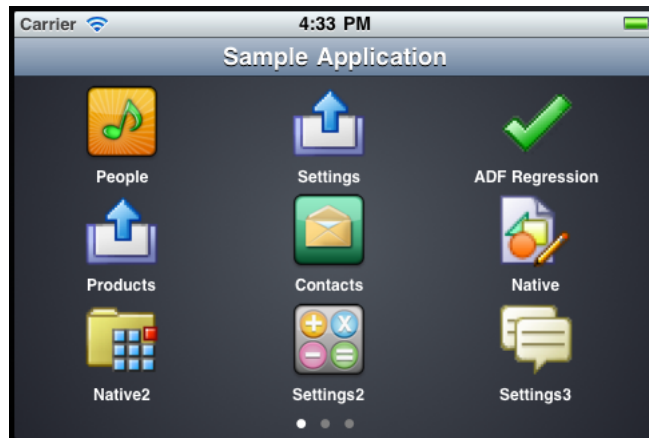 Carrier 4:33 PM
Sample Application
People Settings ADF Regression
Products Contacts Native
Native2 Settings2 Settings3